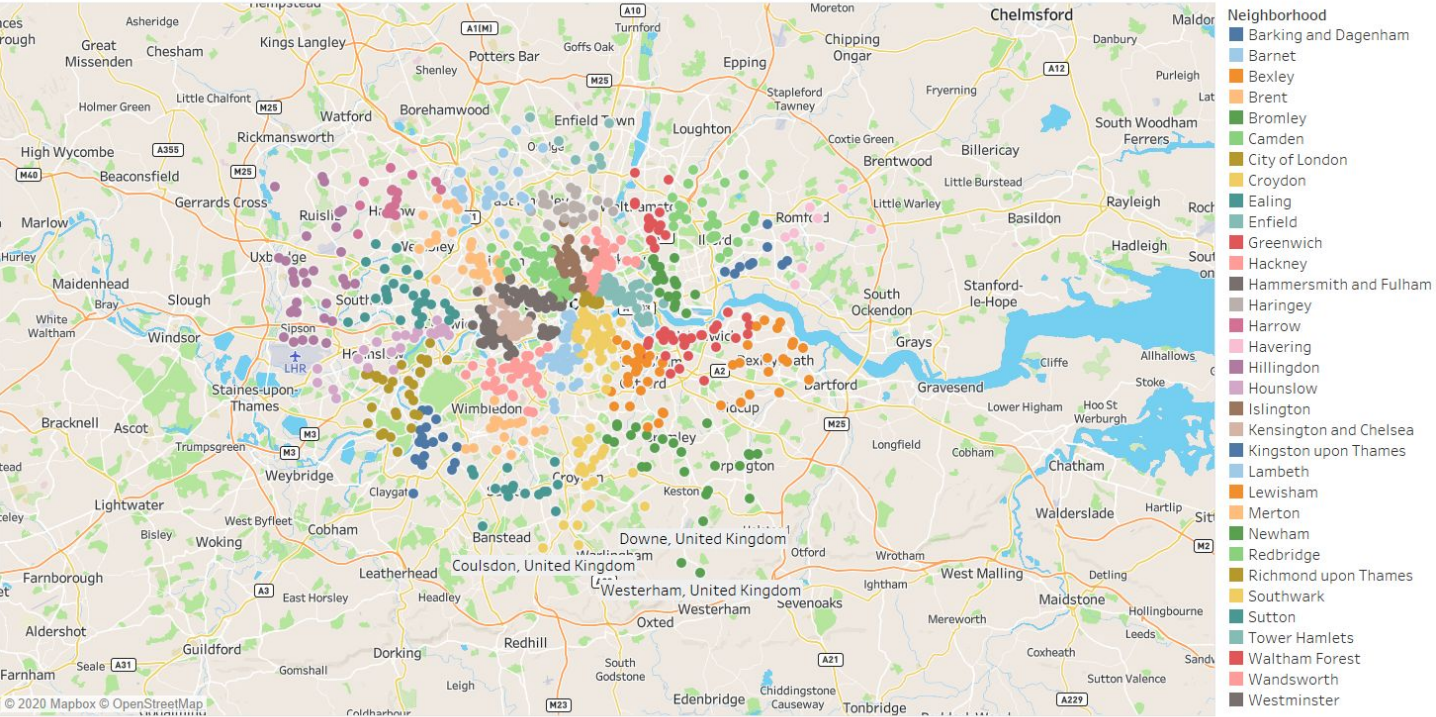 Hempstead
A10
Moreton
Chelmsford
Maldon
Neighborhood
Asheridge
A1(M)
Turnford
Barking and Dagenham
Great
Missenden
Chesham
Kings Langley
Potters Bar
Goffs Oak
Chipping
Ongar
Danbury
Barnet
Shenley
Epping
A12
Purleigh
Bexley
Little Chalfont
M25
M25
Stapleford
Tawney
Fryerning
Brent
Holmer Green
Watford
Borehamwood
Enfield Town
Loughton
South Woodham
Ferrers
Bromley
Rickmansworth
Coxtie Green
Billericay
Camden
High Wycombe
A355
Brentwood
City of London
M40
Beaconsfield
M25
Little Burstead
Croydon
Gerrards Cross
Little Warley
Rayleigh
Ealing
Marlow
Ruislip
Romford
Basildon
Enfield
Hurley
Uxbridge
Ilford
Hadleigh
Greenwich
Maidenhead
Hackney
Bray
Slough
South
Ockendon
Stanford-
le-Hope
Hammersmith and Fulham
White
Waltham
Windsor
Sipson
Haringey
LHR
Grays
Cliffe
Allhallows
Harrow
A2
Dartford
Gravesend
Stoke
Havering
Staines-upon-
Thames
Hillingdon
Bracknell
Ascot
Wimbledon
Lower Higham
Hoo St
Werburgh
Hounslow
Trumpsgreen
M3
M25
Longfield
Islington
M3
Cobham
Chatham
Kensington and Chelsea
Weybridge
Kingston upon Thames
Claygate
Keston
Lambeth
Lightwater
Lewisham
West Byfleet
Walderslade
Hartlip
Merton
Bisley
Woking
Cobham
Banstead
Downe, United Kingdom
M2
Newham
Warlingham
Otford
Wrotham
Redbridge
Farnborough
Leatherhead
Coulsdon, United Kingdom
West Malling
Detling
Richmond upon Thames
A3
East Horsley
Headley
Westerham, United Kingdom
Ightham
Maidstone
Southwark
Westerham
Sevenoaks
Hollingbourne
Sutton
Aldershot
Oxted
Mereworth
Leeds
Tower Hamlets
Guildford
Redhill
Dorking
Coxheath
Waltham Forest
Seale
A31
Gomshall
South
Godstone
A21
Sutton Valence
Wandsworth
Farnham
Leigh
Edenbridge
Chiddingstone
Causeway
A229
Westminster
© 2020 Mapbox © OpenStreetMap
Coldharbour
M23
Tonbridge